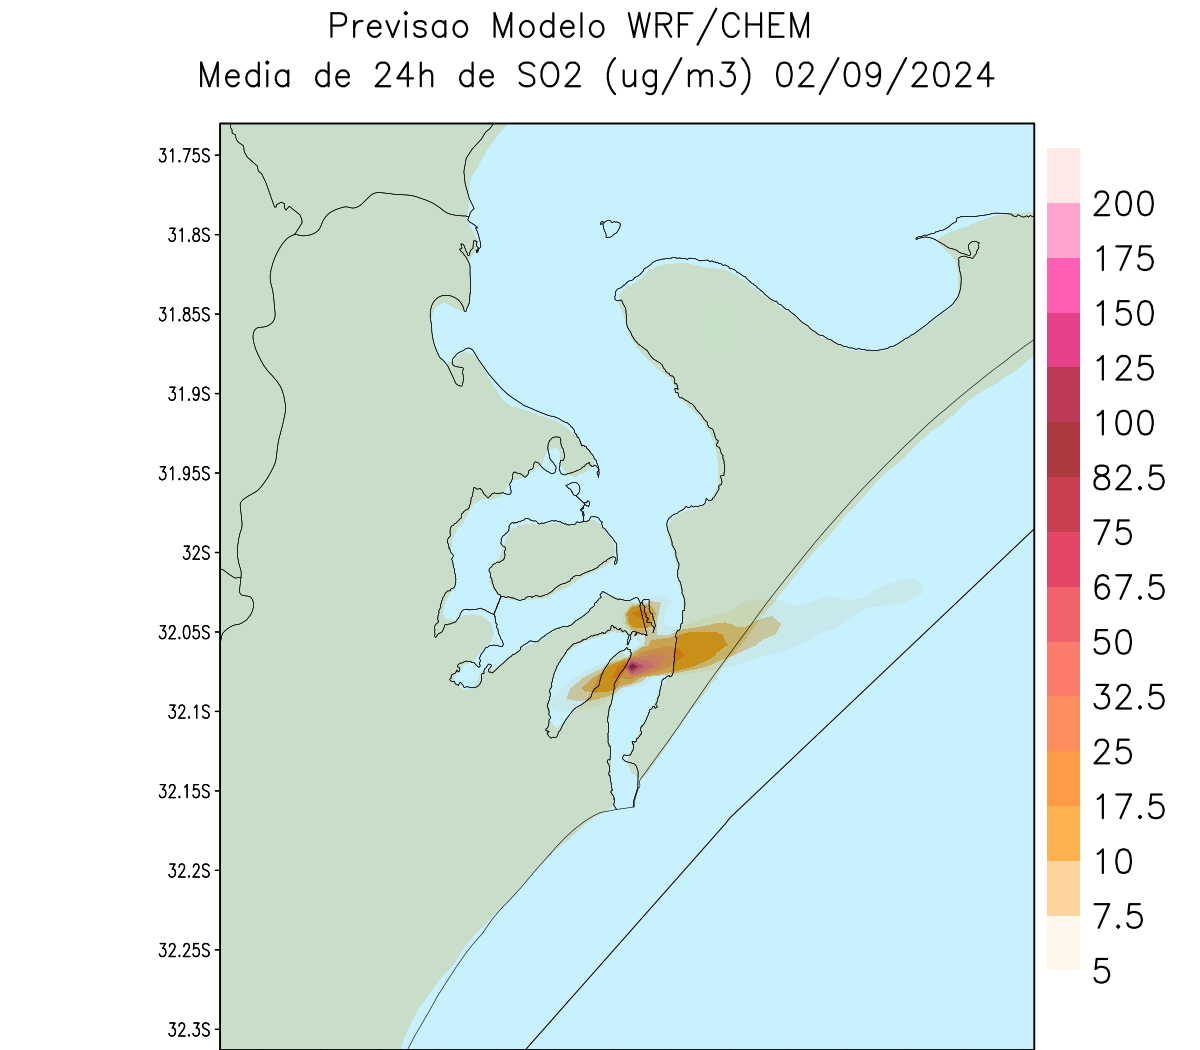 Previsao Modelo WRF/CHEM
Media de 24h de SO2 (ug/m3) 02/09/2024
31.75S
31.8S
31.85S
31.9S
31.95S
32S
32.05S
32.1S
32.15S
32.2S
32.25S
32.3S
200
175
150
125
100
82.5
75
67.5
50
32.5
25
17.5
10
7.5
5